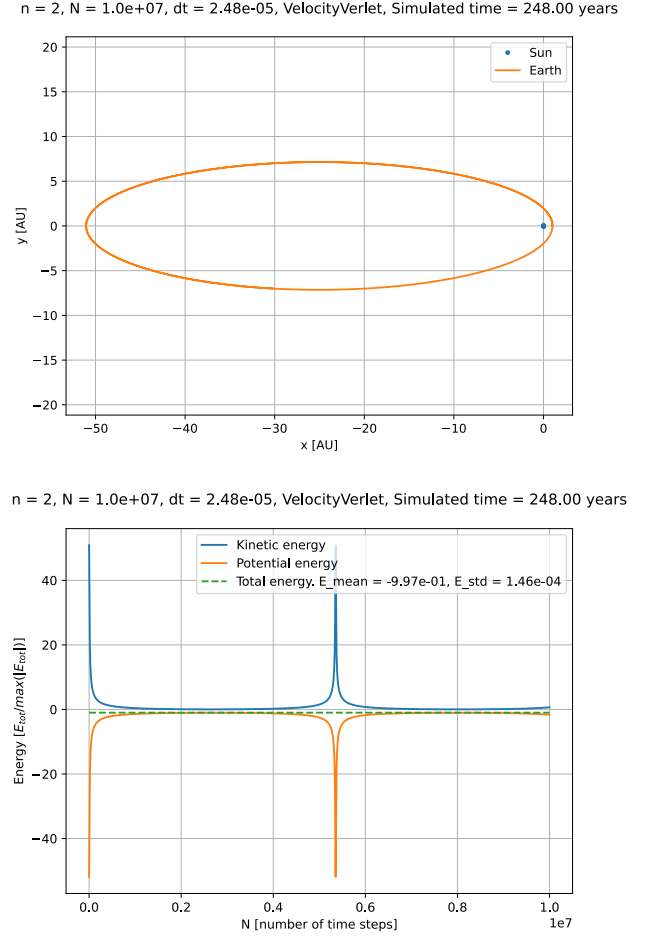 n = 2, N = 1.0e+07, dt = 2.48e-05, VelocityVerlet, Simulated time = 248.00 years
Sun
Earth
y [AU]
20
15
10
5
0
−5
−10
−15
−20
−50
−40
−30
−20
−10
0
x [AU]
n = 2, N = 1.0e+07, dt = 2.48e-05, VelocityVerlet, Simulated time = 248.00 years
Kinetic energy
Potential energy
Total energy. E_mean = -9.97e-01, E_std = 1.46e-04
Energy [E_tot/max(|E_tot|)]
40
20
0
−20
−40
0.0
0.2
0.4
0.6
0.8
1.0
1e7
N [number of time steps]